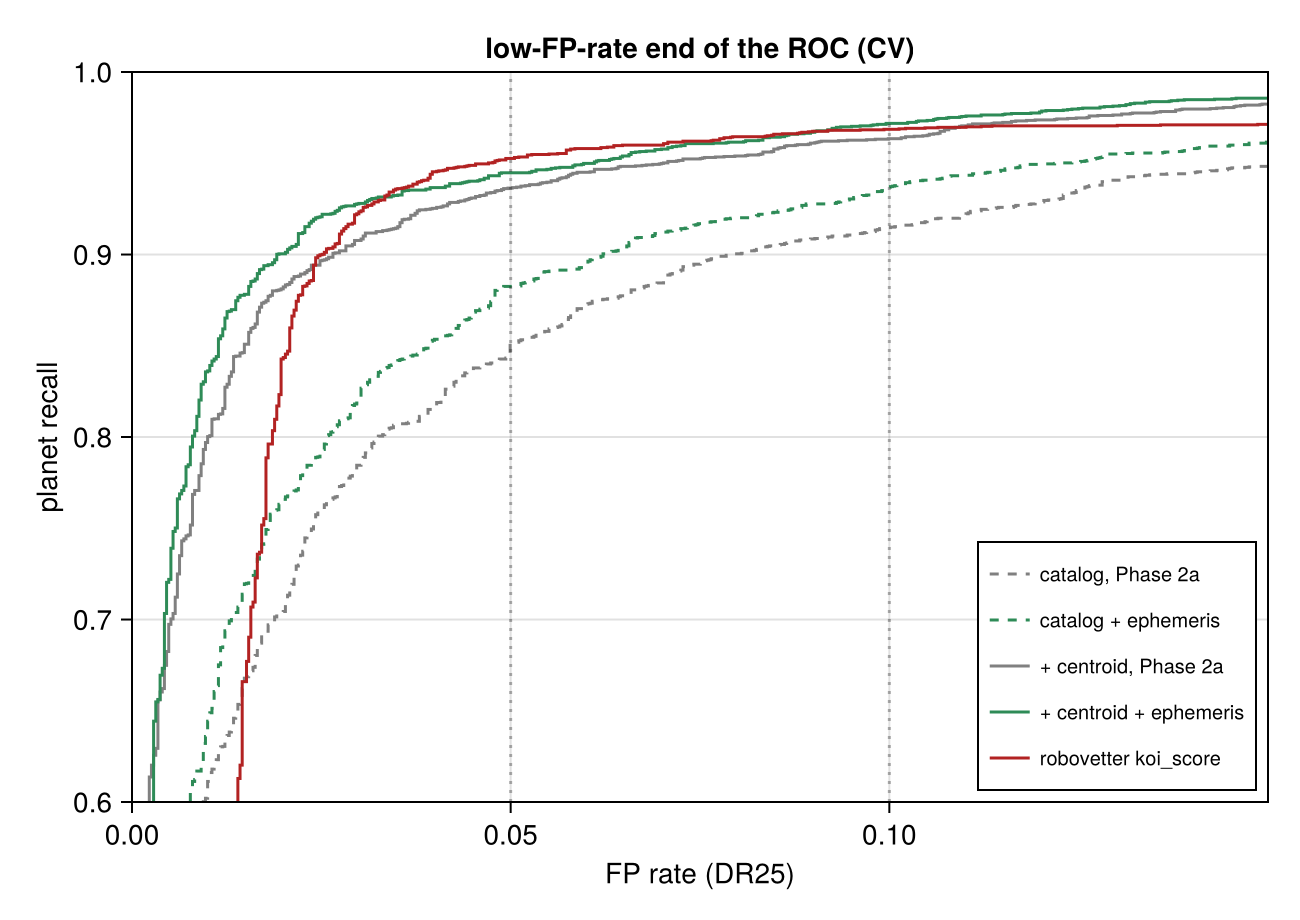 low-FP-rate end of the ROC (CV)
1.0
0.9
0.8
0.7
0.6
planet recall
0.00
0.05
0.10
FP rate (DR25)
catalog, Phase 2a
catalog + ephemeris
+ centroid, Phase 2a
+ centroid + ephemeris
robovetter koi_score